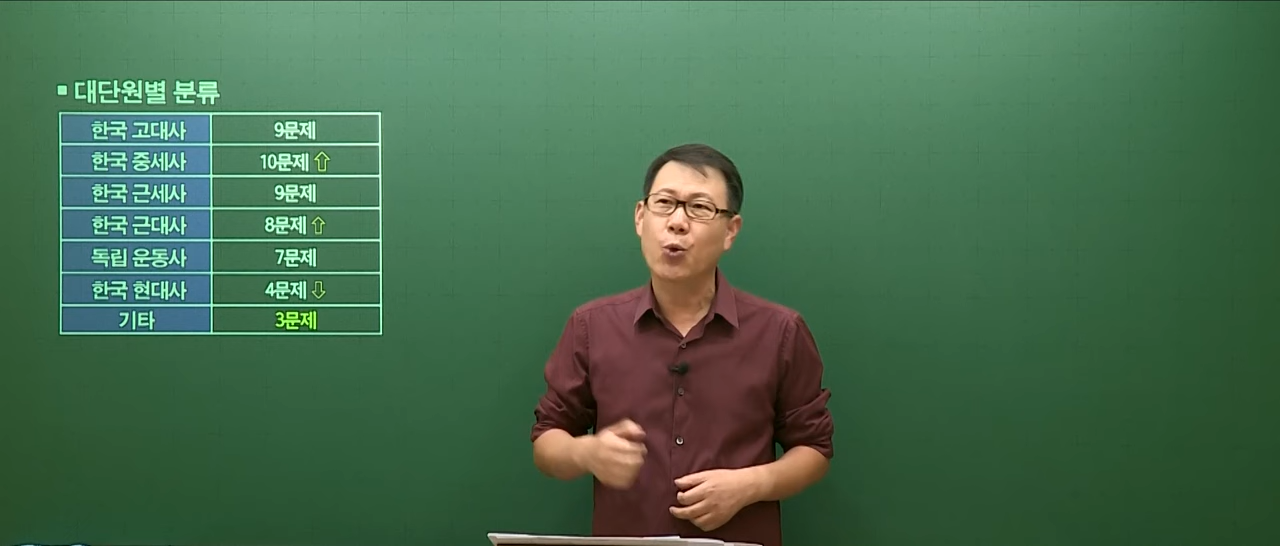 ▪ 대단원별 분류
한국 고대사 9문제
한국 중세사 10문제 ⇧
한국 근세사 9문제
한국 근대사 8문제 ⇧
독립 운동사 7문제
한국 현대사 4문제 ⇩
기타 3문제